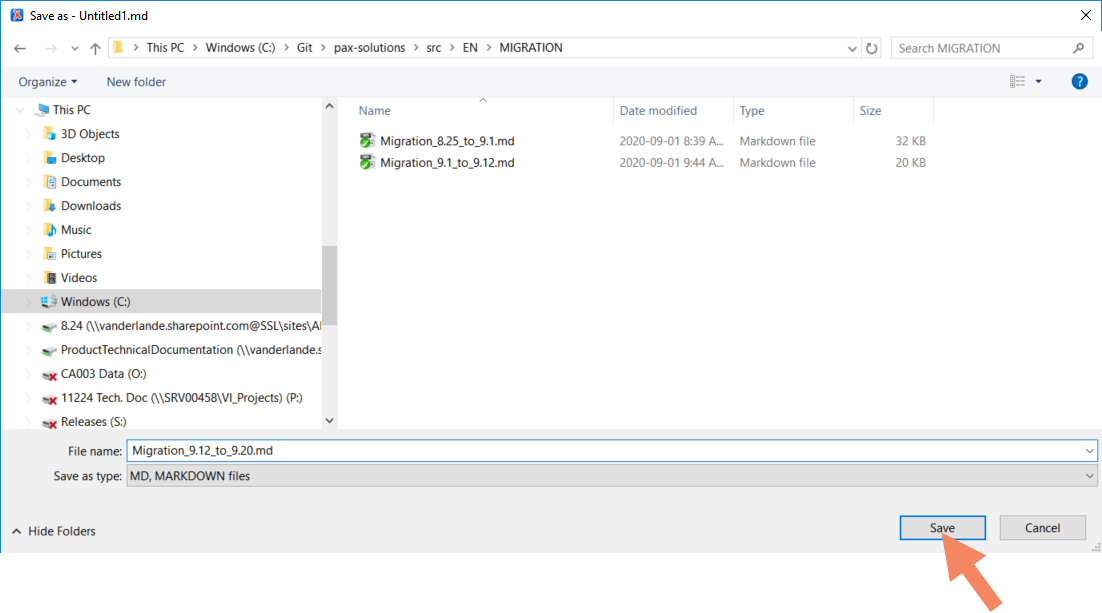 Save as - Untitled1.md
This PC > Windows (C:) > Git > pax-solutions > src > EN > MIGRATION
Search MIGRATION
Organize
New folder
?
This PC
3D Objects
Desktop
Documents
Downloads
Music
Pictures
Videos
Windows (C:)
8.24 (\\vanderlande.sharepoint.com@SSL\sites\A
ProductTechnicalDocumentation (\\vanderlande.s
CA003 Data (O:)
11224 Tech. Doc (\\SRV00458\VI_Projects) (P:)
Releases (S:)
Name Date modified Type Size
Migration_8.25_to_9.1.md 2020-09-01 8:39 A... Markdown file 32 KB
Migration_9.1_to_9.12.md 2020-09-01 9:44 A... Markdown file 20 KB
File name: Migration_9.12_to_9.20.md
Save as type: MD, MARKDOWN files
Hide Folders
Save
Cancel